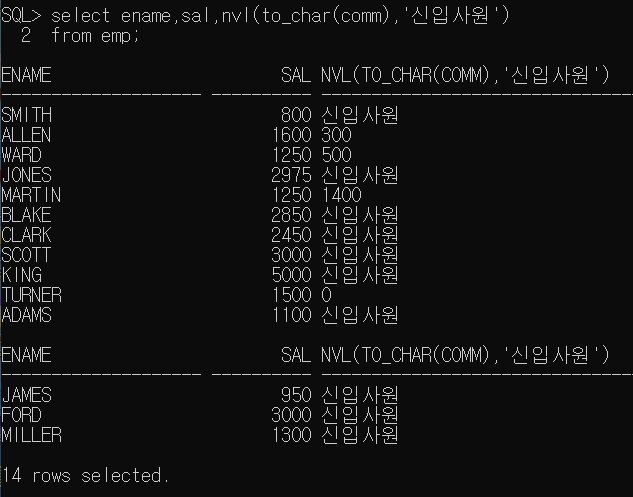 SQL> select ename,sal,nvl(to_char(comm),'신입사원')
  2  from emp;
ENAME                       SAL NVL(TO_CHAR(COMM),'신입사원')
-------------------- ---------- ----------------------------------------
SMITH                       800 신입사원
ALLEN                      1600 300
WARD                       1250 500
JONES                      2975 신입사원
MARTIN                     1250 1400
BLAKE                      2850 신입사원
CLARK                      2450 신입사원
SCOTT                      3000 신입사원
KING                       5000 신입사원
TURNER                     1500 0
ADAMS                      1100 신입사원
ENAME                       SAL NVL(TO_CHAR(COMM),'신입사원')
-------------------- ---------- ----------------------------------------
JAMES                       950 신입사원
FORD                       3000 신입사원
MILLER                     1300 신입사원
14 rows selected.